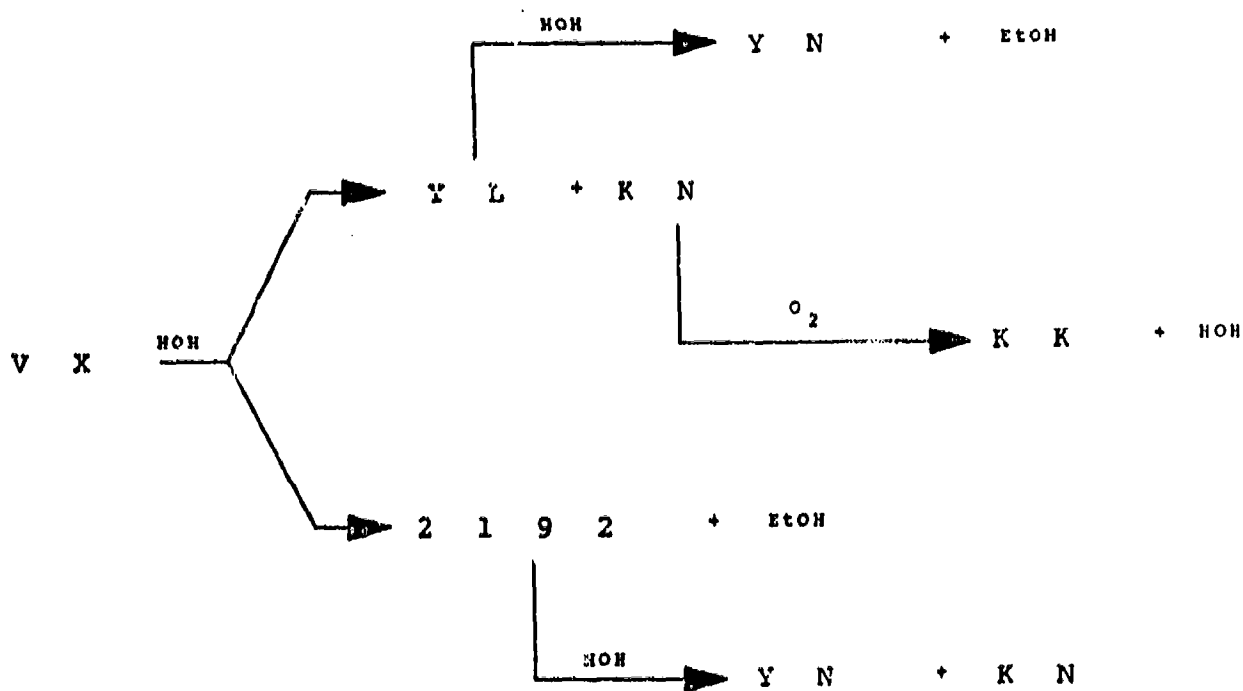 HOH
Y N + EtOH
Y L + K N
O2
K K + HOH
V X HOH
2 1 9 2 + EtOH
HOH
Y N + K N